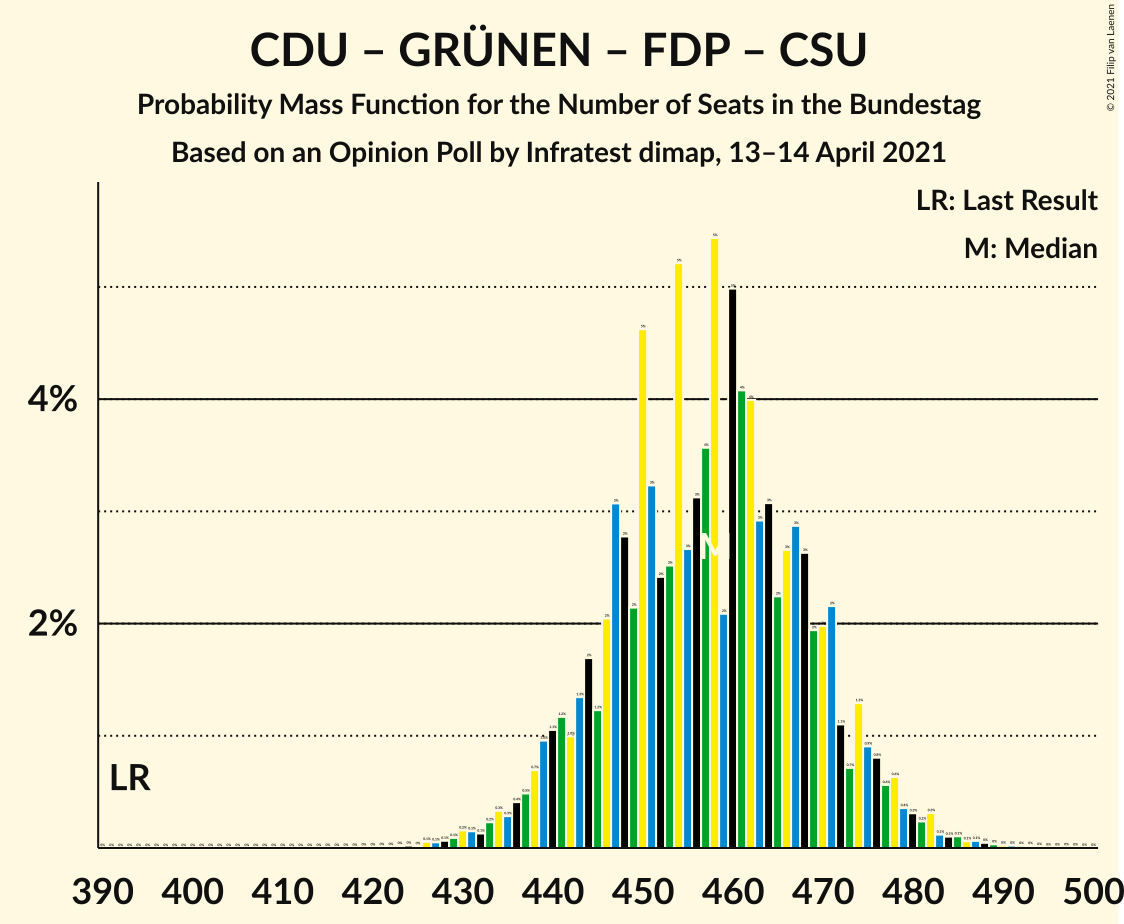 CDU – GRÜNEN – FDP – CSU
Probability Mass Function for the Number of Seats in the Bundestag
Based on an Opinion Poll by Infratest dimap, 13–14 April 2021
© 2021 Filip van Laenen
LR: Last Result
M: Median
4%
2%
LR
M
390 400 410 420 430 440 450 460 470 480 490 500